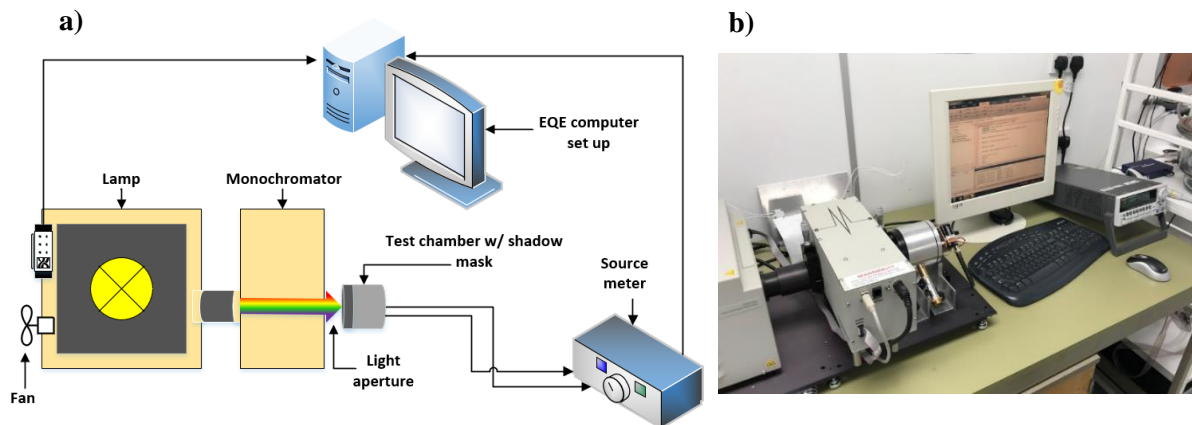 a)
b)
EQE computer
set up
Lamp
Monochromator
Test chamber w/ shadow
mask
Source
meter
Light
aperture
Fan